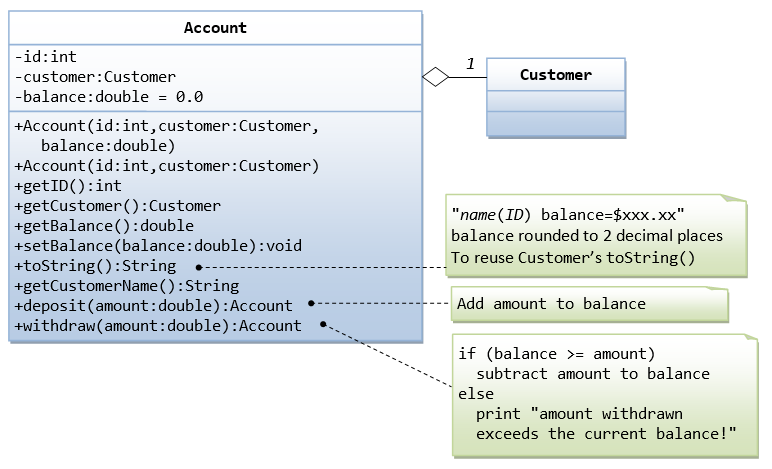 Account
-id:int
-customer:Customer
-balance:double = 0.0
+Account(id:int,customer:Customer,
balance:double)
+Account(id:int,customer:Customer)
+getID():int
+getCustomer():Customer
+getBalance():double
+setBalance(balance:double):void
+toString():String
+getCustomerName():String
+deposit(amount:double):Account
+withdraw(amount:double):Account
1
Customer
"name(ID) balance=$xxx.xx"
balance rounded to 2 decimal places
To reuse Customer’s toString()
Add amount to balance
if (balance >= amount)
subtract amount to balance
else
print "amount withdrawn
exceeds the current balance!"